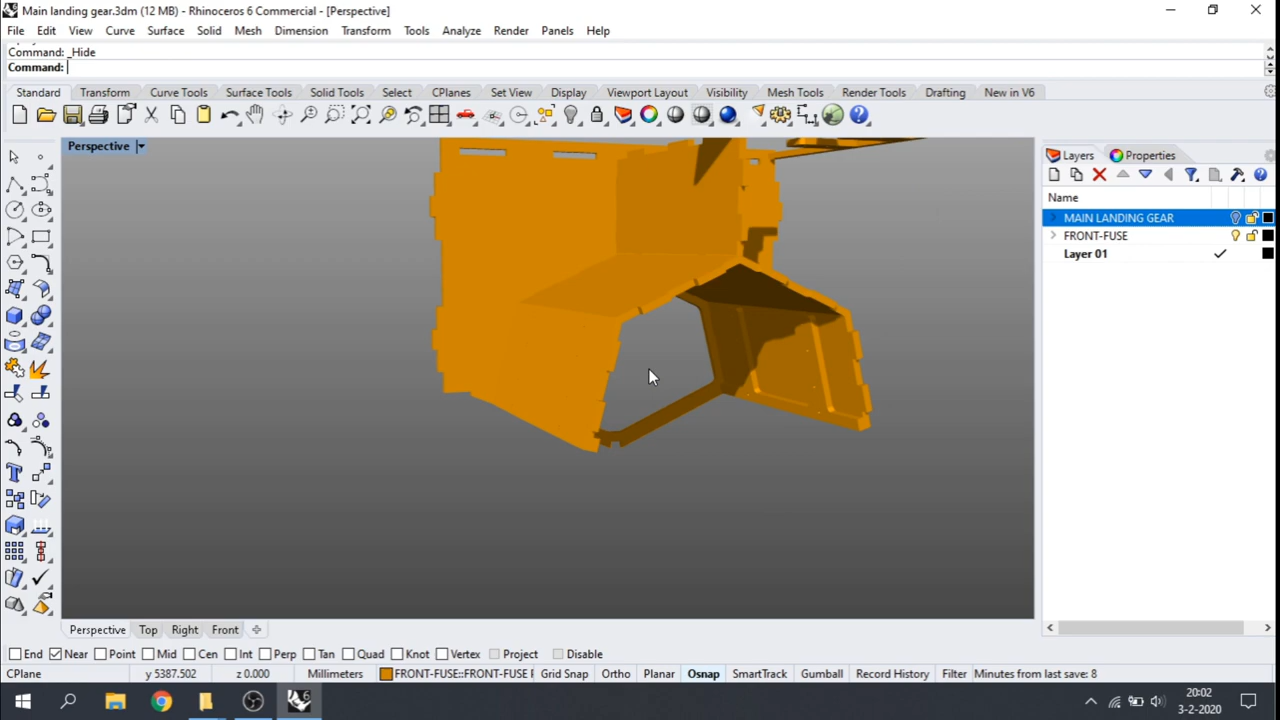 Main landing gear.3dm (12 MB) - Rhinoceros 6 Commercial - [Perspective]
File Edit View Curve Surface Solid Mesh Dimension Transform Tools Analyze Render Panels Help
Command: _Hide
Command:
Standard Transform Curve Tools Surface Tools Solid Tools Select CPlanes Set View Display Viewport Layout Visibility Mesh Tools Render Tools Drafting New in V6
Perspective
Layers Properties
Name
MAIN LANDING GEAR
FRONT-FUSE
Layer 01
Perspective Top Right Front
End Near Point Mid Cen Int Perp Tan Quad Knot Vertex Project Disable
CPlane y 5387.502 z 0.000 Millimeters FRONT-FUSE::FRONT-FUSE Grid Snap Ortho Planar Osnap SmartTrack Gumball Record History Filter Minutes from last save: 8
20:02
3-2-2020